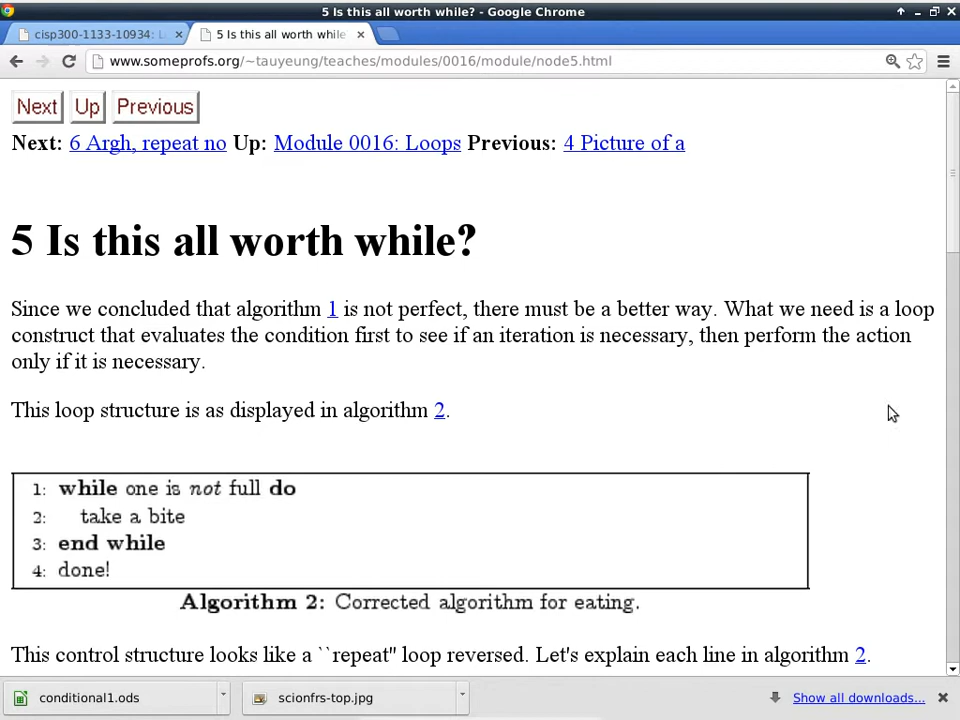 5 Is this all worth while? - Google Chrome
cisp300-1133-10934: L
5 Is this all worth while
www.someprofs.org/~tauyeung/teaches/modules/0016/module/node5.html
Next Up Previous
Next: 6 Argh, repeat no Up: Module 0016: Loops Previous: 4 Picture of a
5 Is this all worth while?
Since we concluded that algorithm 1 is not perfect, there must be a better way. What we need is a loop
construct that evaluates the condition first to see if an iteration is necessary, then perform the action
only if it is necessary.
This loop structure is as displayed in algorithm 2.
1: while one is not full do
2: take a bite
3: end while
4: done!
Algorithm 2: Corrected algorithm for eating.
This control structure looks like a ``repeat'' loop reversed. Let's explain each line in algorithm 2.
conditional1.ods
scionfrs-top.jpg
Show all downloads...